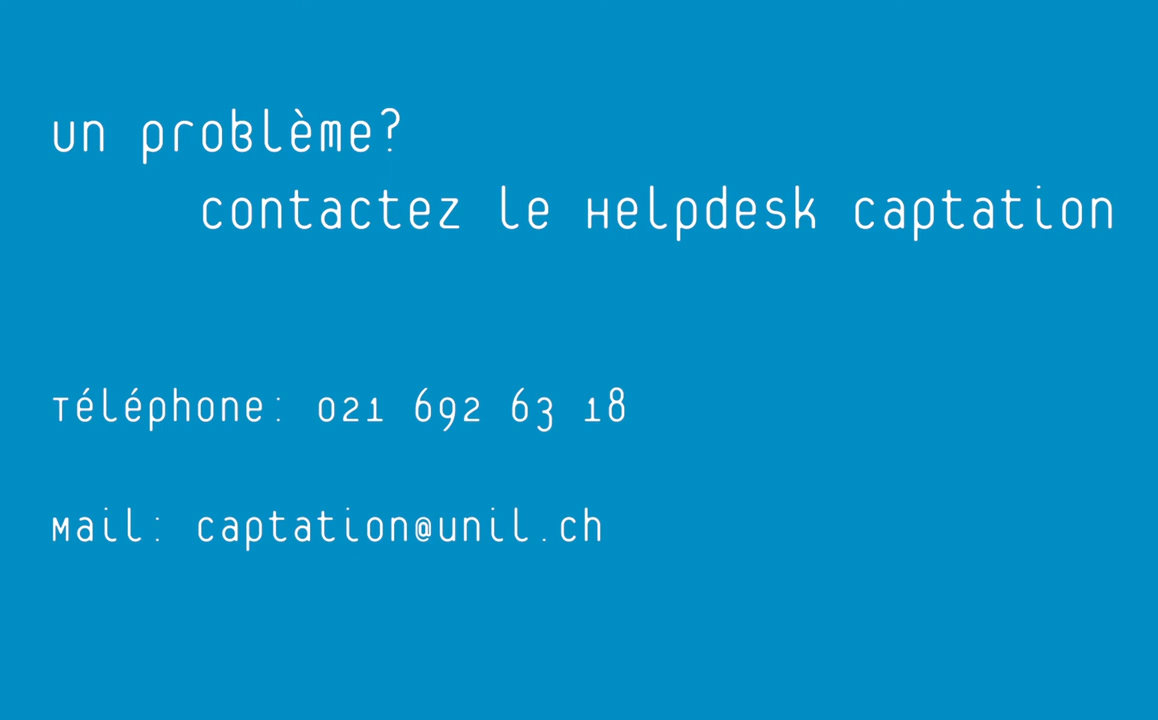 un problème?
contactez le Helpdesk captation
Téléphone: 021 692 63 18
Mail: captation@unil.ch